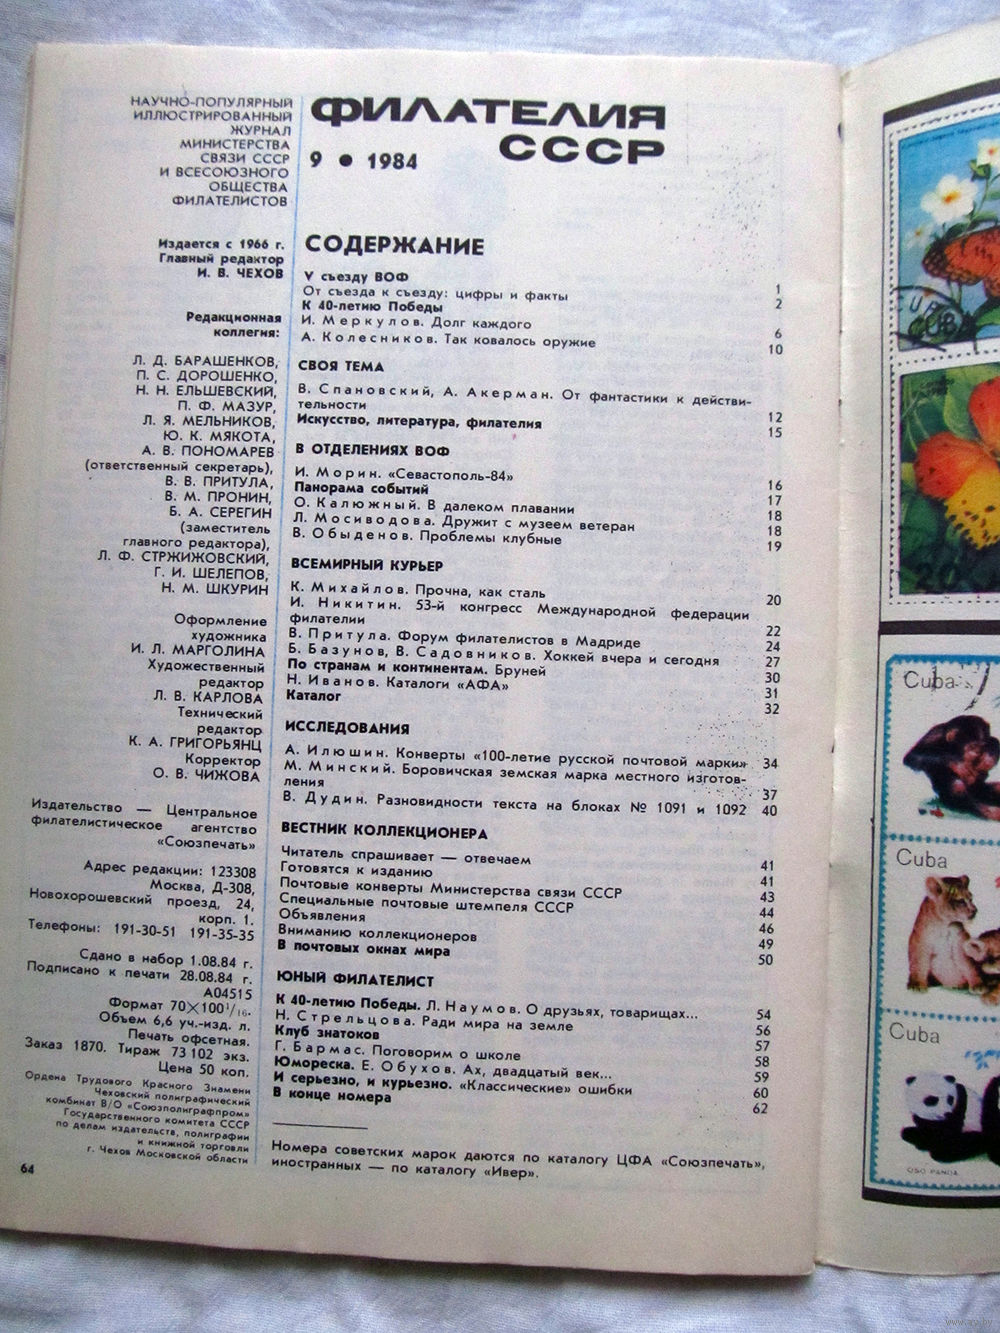 НАУЧНО-ПОПУЛЯРНЫЙ
ИЛЛЮСТРИРОВАННЫЙ
ЖУРНАЛ
МИНИСТЕРСТВА
СВЯЗИ СССР
И ВСЕСОЮЗНОГО
ОБЩЕСТВА
ФИЛАТЕЛИСТОВ
Издается с 1966 г.
Главный редактор
И. В. ЧЕХОВ
Редакционная
коллегия:
Л. Д. БАРАШЕНКОВ,
П. С. ДОРОШЕНКО,
Н. Н. ЕЛЬШЕВСКИЙ,
П. Ф. МАЗУР,
Л. Я. МЕЛЬНИКОВ,
Ю. К. МЯКОТА,
А. В. ПОНОМАРЕВ
(ответственный секретарь),
В. В. ПРИТУЛА,
В. М. ПРОНИН,
Б. А. СЕРЕГИН
(заместитель
главного редактора),
Л. Ф. СТРЖИЖОВСКИЙ,
Г. И. ШЕЛЕПОВ,
Н. М. ШКУРИН
Оформление
художника
И. Л. МАРГОЛИНА
Художественный
редактор
Л. В. КАРЛОВА
Технический
редактор
К. А. ГРИГОРЬЯНЦ
Корректор
О. В. ЧИЖОВА
Издательство — Центральное
филателистическое агентство
«Союзпечать»
Адрес редакции: 123308
Москва, Д-308,
Новохорошевский проезд, 24,
корп. 1.
Телефоны: 191-30-51 191-35-35
Сдано в набор 1.08.84 г.
Подписано к печати 28.08.84 г.
А04515
Формат 70×100 1/16.
Объем 6,6 уч.-изд. л.
Печать офсетная.
Заказ 1870. Тираж 73 102 экз.
Цена 50 коп.
Ордена Трудового Красного Знамени
Чеховский полиграфический
комбинат В/О «Союзполиграфпром»
Государственного комитета СССР
по делам издательств, полиграфии
и книжной торговли
г. Чехов Московской области
64
ФИЛАТЕЛИЯ
СССР
9 ● 1984
СОДЕРЖАНИЕ
V съезду ВОФ
От съезда к съезду: цифры и факты 1
К 40-летию Победы 2
И. Меркулов. Долг каждого
А. Колесников. Так ковалось оружие 6
10
СВОЯ ТЕМА
В. Спановский, А. Акерман. От фантастики к действи-
тельности 12
Искусство, литература, филателия 15
В ОТДЕЛЕНИЯХ ВОФ
И. Морин. «Севастополь-84» 16
Панорама событий 17
О. Калюжный. В далеком плавании 18
Л. Мосиводова. Дружит с музеем ветеран 18
В. Обыденов. Проблемы клубные 19
ВСЕМИРНЫЙ КУРЬЕР
К. Михайлов. Прочна, как сталь 20
И. Никитин. 53-й конгресс Международной федерации
филателии 22
В. Притула. Форум филателистов в Мадриде 24
Б. Базунов, В. Садовников. Хоккей вчера и сегодня 27
По странам и континентам. Бруней 30
Н. Иванов. Каталоги «АФА» 31
Каталог 32
ИССЛЕДОВАНИЯ
А. Илюшин. Конверты «100-летие русской почтовой марки» 34
М. Минский. Боровичская земская марка местного изготов-
ления 37
В. Дудин. Разновидности текста на блоках № 1091 и 1092 40
ВЕСТНИК КОЛЛЕКЦИОНЕРА
Читатель спрашивает — отвечаем 41
Готовятся к изданию 41
Почтовые конверты Министерства связи СССР 43
Специальные почтовые штемпеля СССР 44
Объявления 46
Вниманию коллекционеров 49
В почтовых окнах мира 50
ЮНЫЙ ФИЛАТЕЛИСТ
К 40-летию Победы. Л. Наумов. О друзьях, товарищах... 54
Н. Стрельцова. Ради мира на земле 56
Клуб знатоков 57
Г. Бармас. Поговорим о школе 58
Юмореска. Е. Обухов. Ах, двадцатый век... 59
И серьезно, и курьезно. «Классические» ошибки 60
В конце номера 62
Номера советских марок даются по каталогу ЦФА «Союзпечать»,
иностранных — по каталогу «Ивер».
CUBA
Cuba
Cuba
Cuba
OSO PANDA